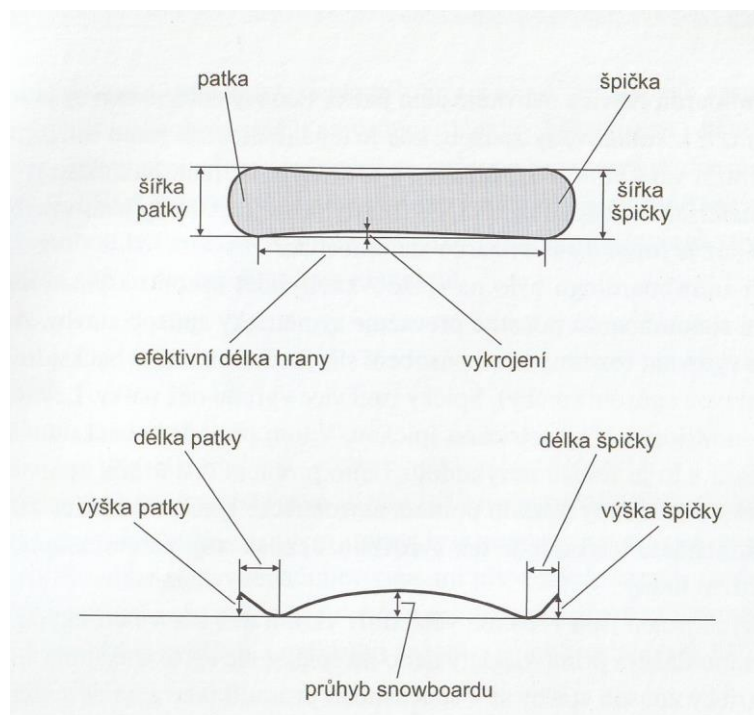 patka
špička
šířka
patky
šířka
špičky
efektivní délka hrany
vykrojení
délka patky
délka špičky
výška patky
výška špičky
průhyb snowboardu